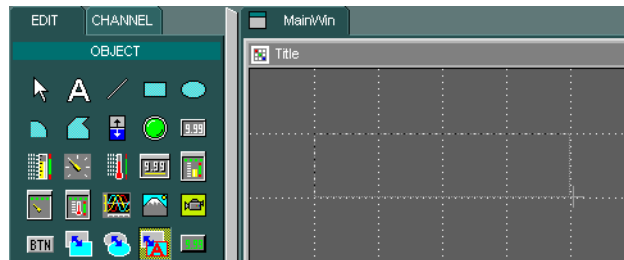 EDIT CHANNEL
OBJECT
A
9.99
9.99
BTN A
MainWin
Title